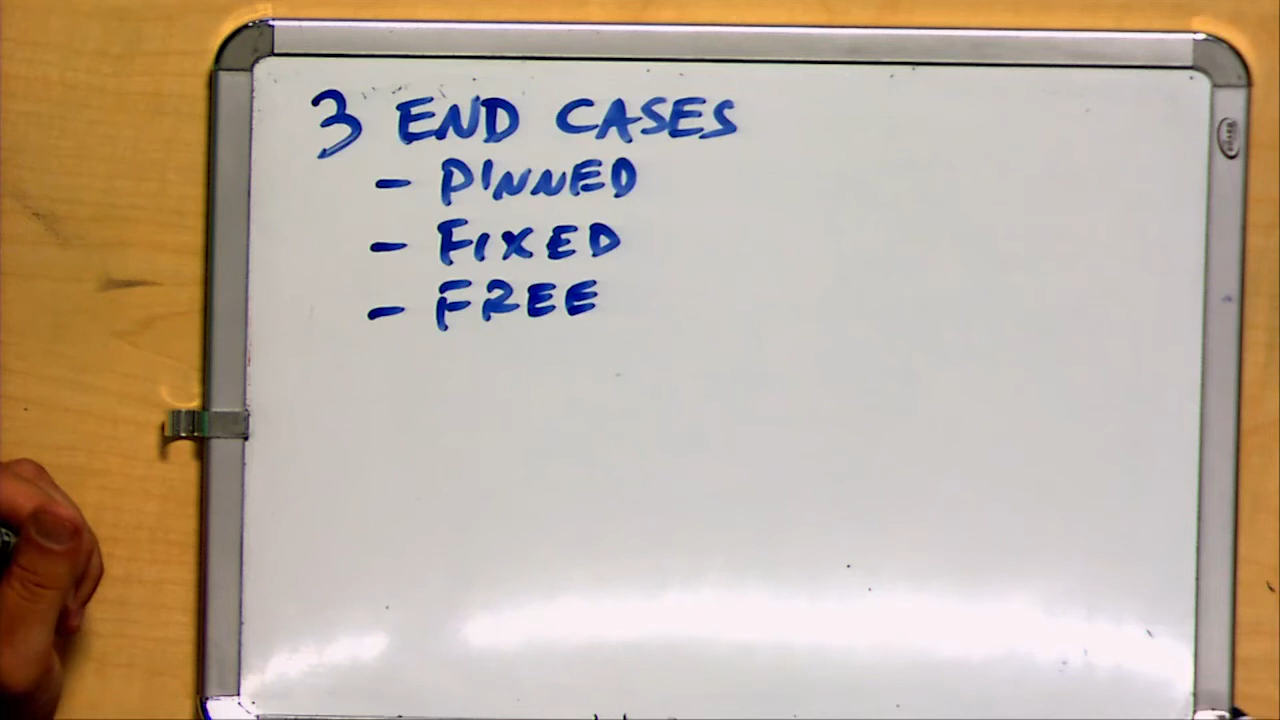 3 END CASES
- PINNED
- FIXED
- FREE